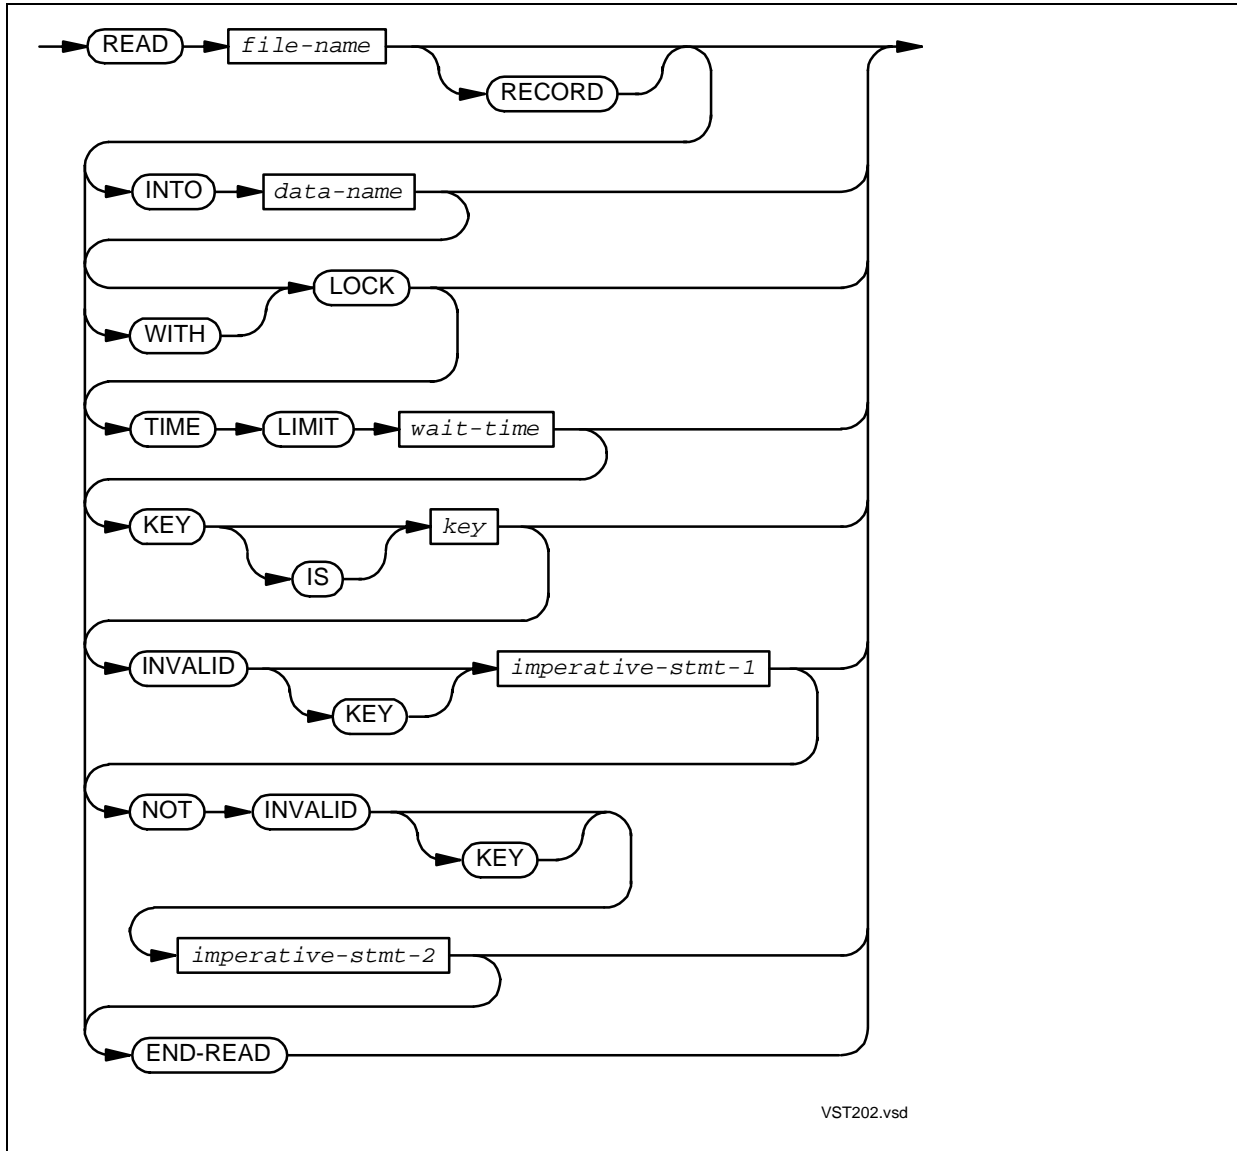 READ file-name
RECORD
INTO data-name
LOCK
WITH
TIME LIMIT wait-time
KEY key
IS
INVALID imperative-stmt-1
KEY
NOT INVALID
KEY
imperative-stmt-2
END-READ
VST202.vsd